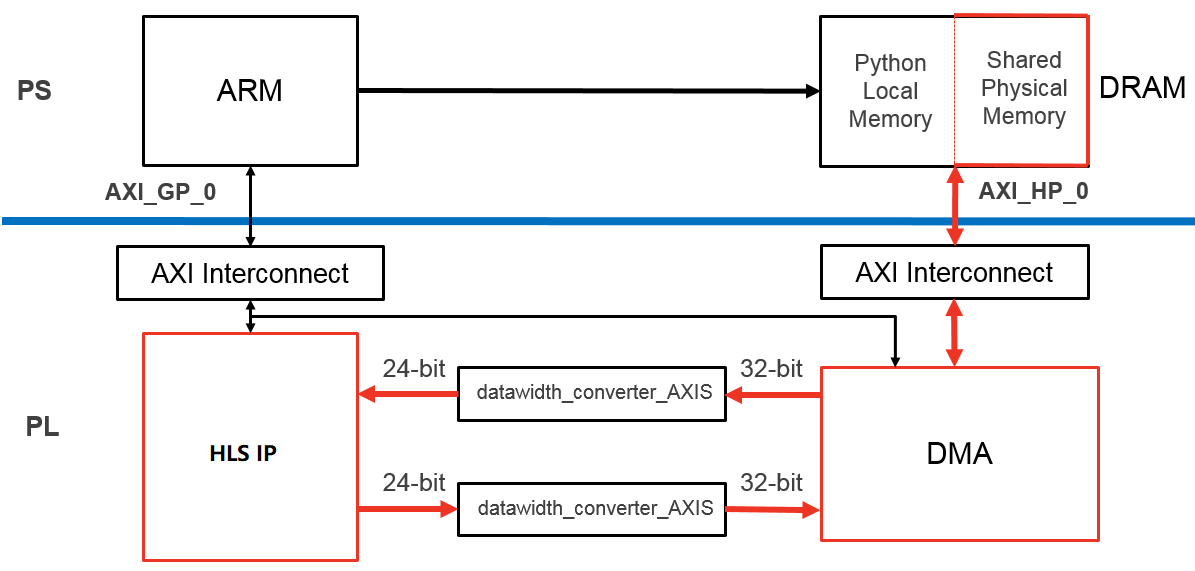 PS
ARM
Python
Local
Memory
Shared
Physical
Memory
DRAM
AXI_GP_0
AXI_HP_0
AXI Interconnect
AXI Interconnect
PL
HLS IP
24-bit
datawidth_converter_AXIS
32-bit
24-bit
datawidth_converter_AXIS
32-bit
DMA